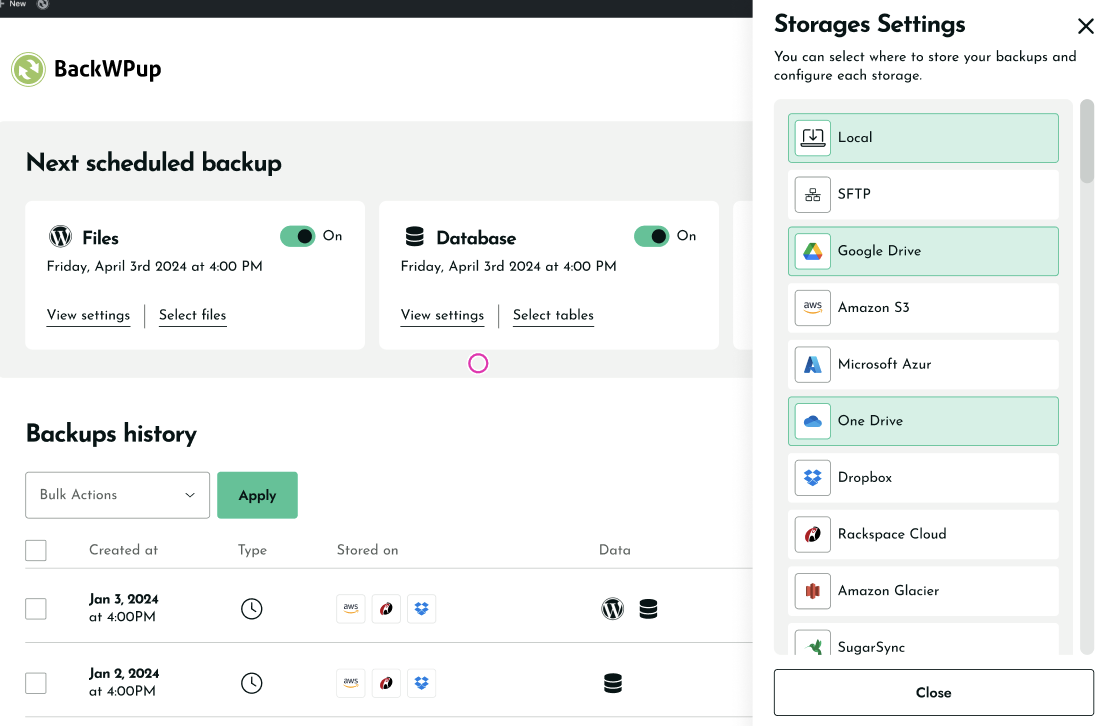 New
BackWPup
Next scheduled backup
Files
On
Friday, April 3rd 2024 at 4:00 PM
View settings
Select files
Database
On
Friday, April 3rd 2024 at 4:00 PM
View settings
Select tables
Backups history
Bulk Actions
Apply
Created at Type Stored on Data
Jan 3, 2024
at 4:00PM
aws
Jan 2, 2024
at 4:00PM
aws
Storages Settings
You can select where to store your backups and
configure each storage.
Local
SFTP
Google Drive
aws
Amazon S3
Microsoft Azur
One Drive
Dropbox
Rackspace Cloud
Amazon Glacier
SugarSync
Close